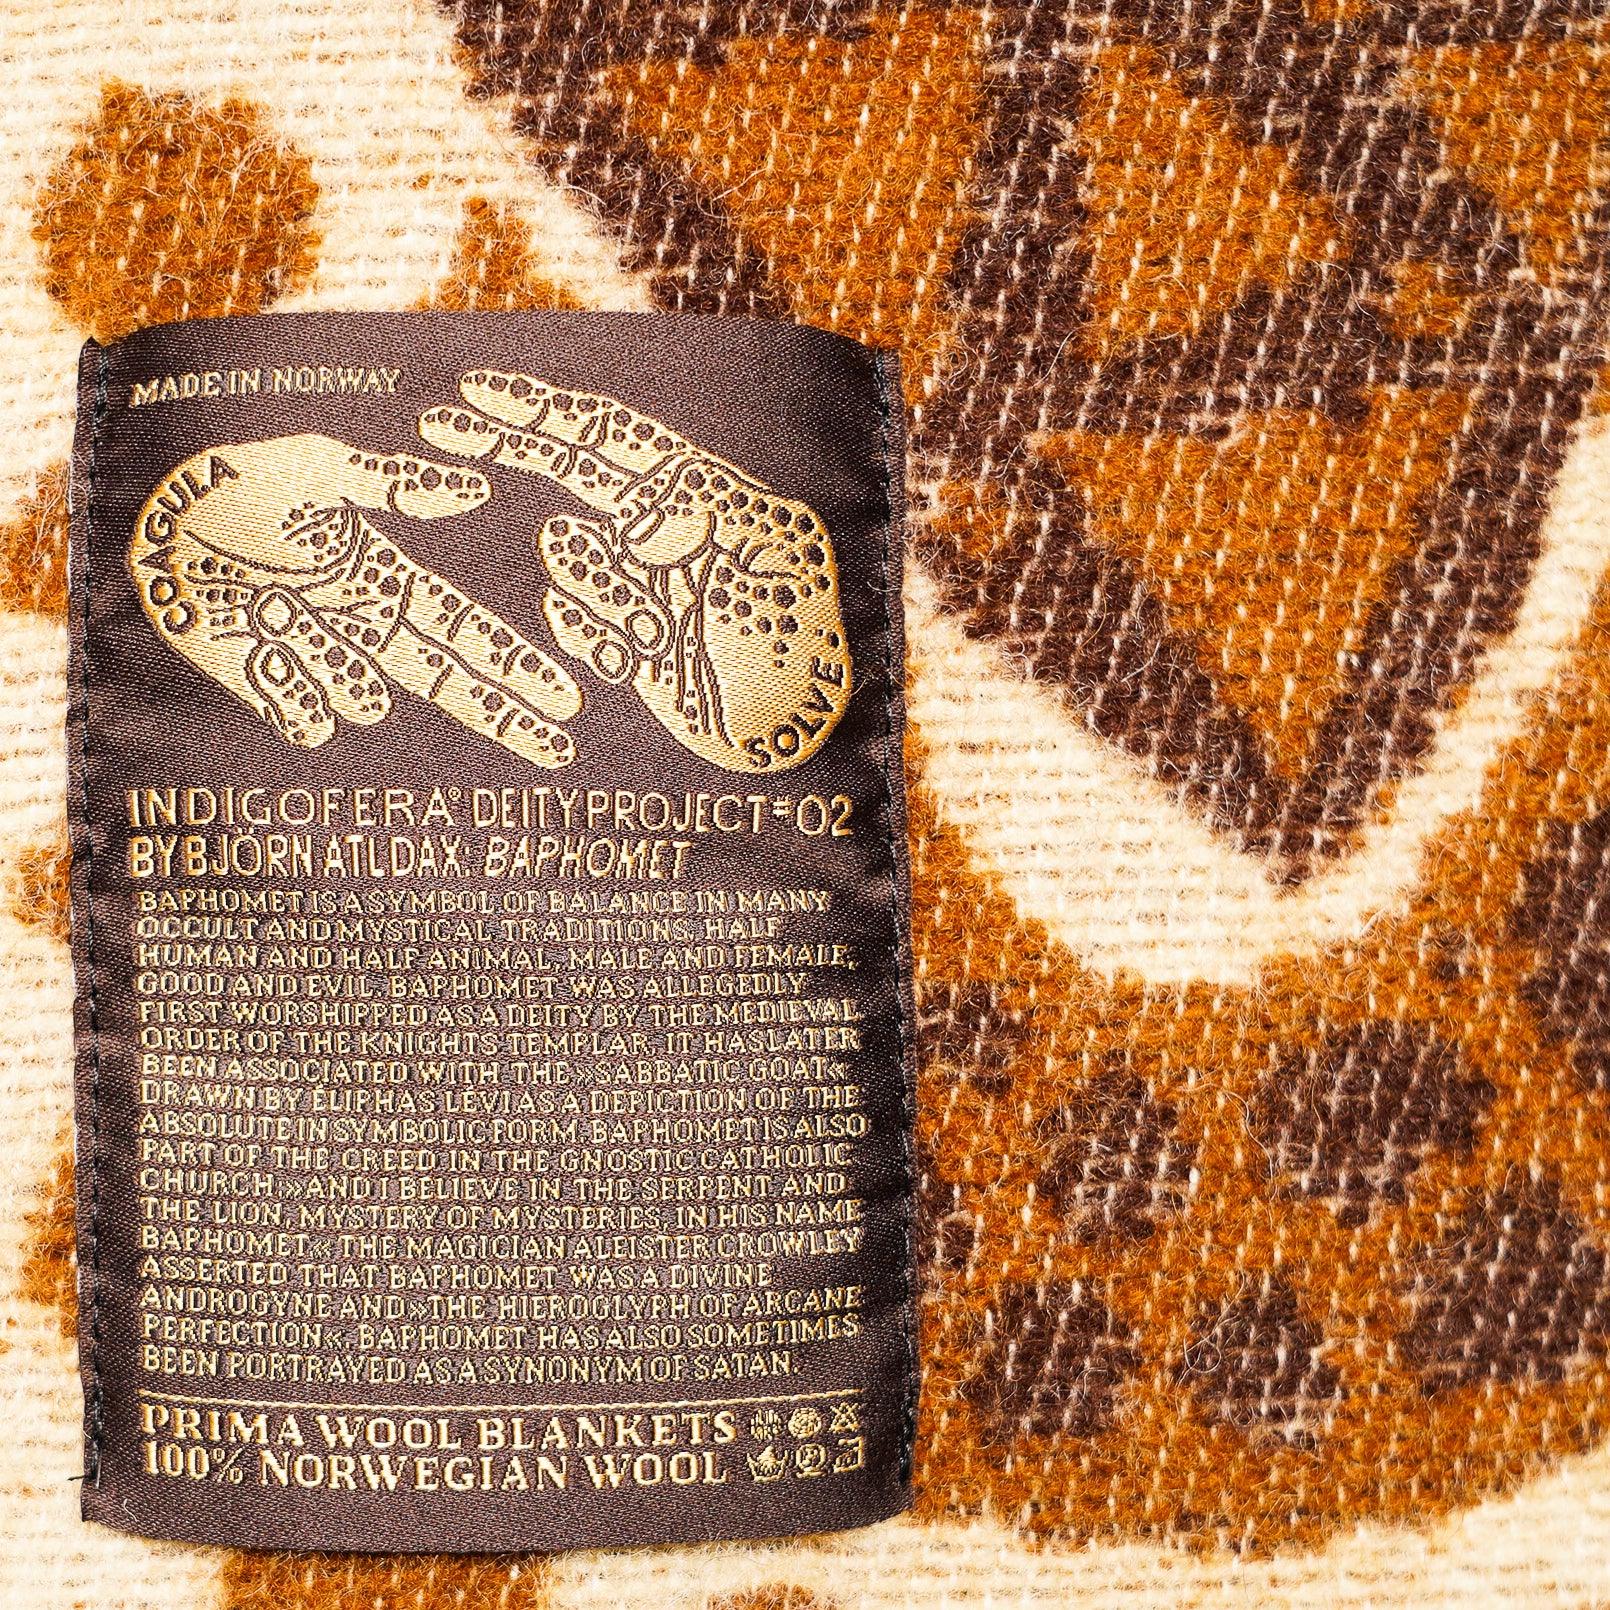 MADE IN NORWAY
COAGULA
SOLVE
INDIGOFERA® DEITY PROJECT #02
BY BJÖRN ATLDAX: BAPHOMET
BAPHOMET IS A SYMBOL OF BALANCE IN MANY
OCCULT AND MYSTICAL TRADITIONS. HALF
HUMAN AND HALF ANIMAL, MALE AND FEMALE,
GOOD AND EVIL. BAPHOMET WAS ALLEGEDLY
FIRST WORSHIPPED AS A DEITY BY THE MEDIEVAL
ORDER OF THE KNIGHTS TEMPLAR. IT HAS LATER
BEEN ASSOCIATED WITH THE »SABBATIC GOAT«
DRAWN BY ÉLIPHAS LÉVI AS A DEPICTION OF THE
ABSOLUTE IN SYMBOLIC FORM. BAPHOMET IS ALSO
PART OF THE CREED IN THE GNOSTIC CATHOLIC
CHURCH: »AND I BELIEVE IN THE SERPENT AND
THE LION, MYSTERY OF MYSTERIES, IN HIS NAME
BAPHOMET«. THE MAGICIAN ALEISTER CROWLEY
ASSERTED THAT BAPHOMET WAS A DIVINE
ANDROGYNE AND »THE HIEROGLYPH OF ARCANE
PERFECTION«. BAPHOMET HAS ALSO SOMETIMES
BEEN PORTRAYED AS A SYNONYM OF SATAN.
PRIMA WOOL BLANKETS
100% NORWEGIAN WOOL